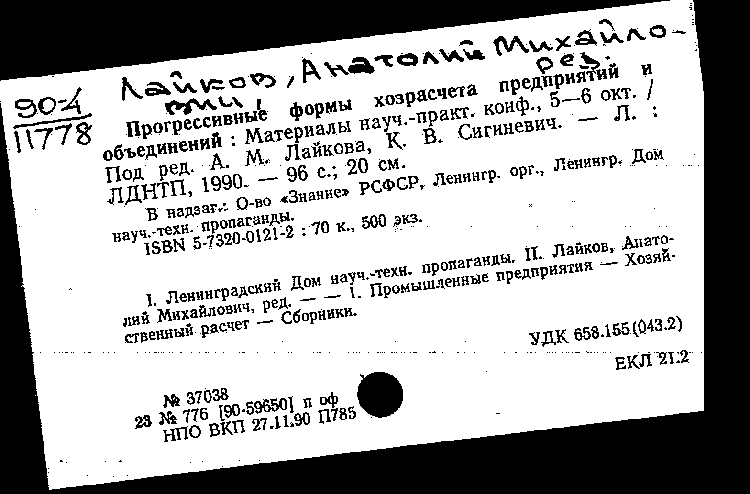 Лайков, Анатолий Михайло-
вич, ред.
90-4
11778
Прогрессивные формы хозрасчета предприятий и
объединений : Материалы науч.-практ. конф., 5—6 окт. /
Под ред. А. М. Лайкова, К. В. Сигиневич. — Л. :
ЛДНТП, 1990. — 96 с.; 20 см.
В надзаг.: О-во «Знание» РСФСР, Ленингр. орг., Ленингр. Дом
науч.-техн. пропаганды.
ISBN 5-7320-0121-2 : 70 к., 500 экз.
I. Ленинградский Дом науч.-техн. пропаганды. II. Лайков, Анато-
лий Михайлович, ред. — — 1. Промышленные предприятия — Хозяй-
ственный расчет — Сборники.
УДК 658.155(043.2)
ЕКЛ 21.2
№ 37038
23 № 776 [90-59650] п оф
НПО ВКП 27.11.90 П785